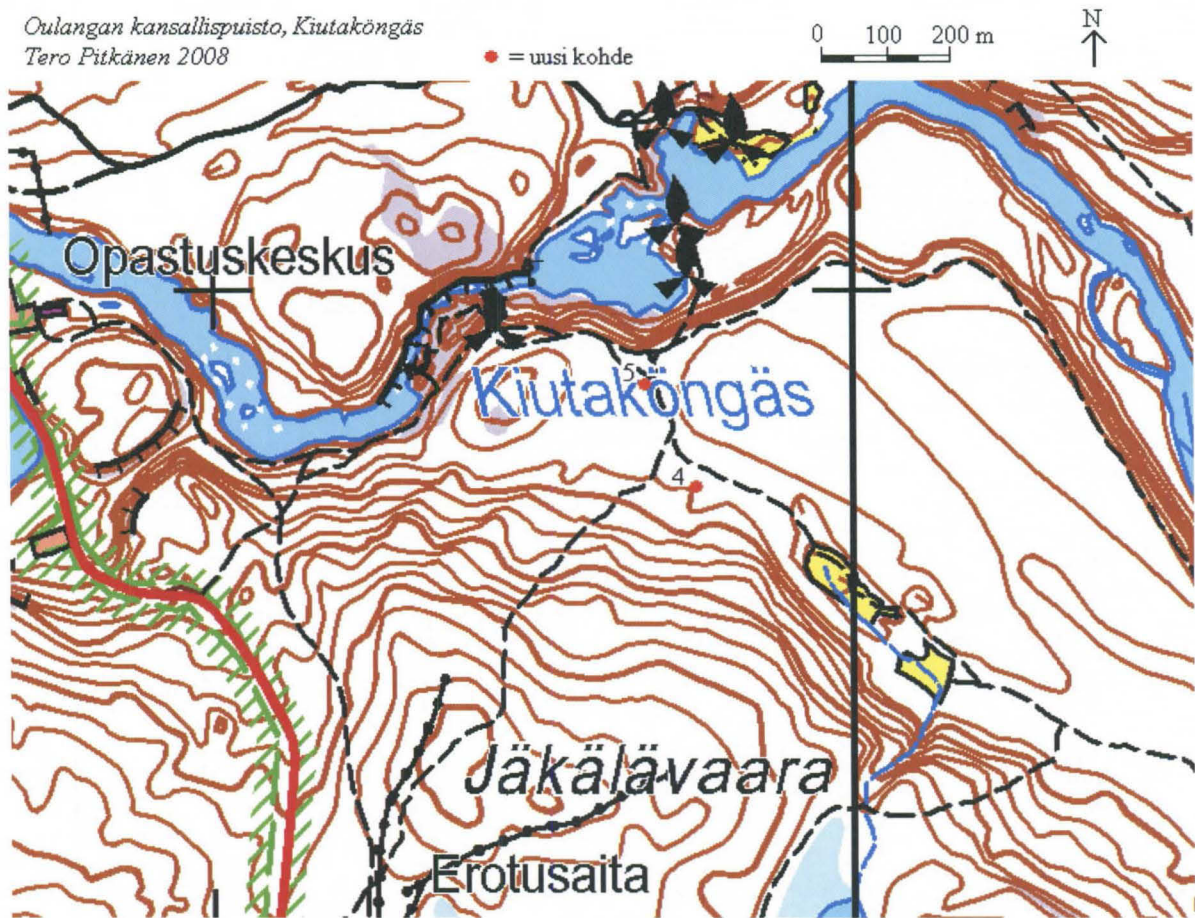 Oulangan kansallispuisto, Kiutaköngäs
Tero Pitkänen 2008
= uusi kohde
0 100 200 m
N
Opastuskeskus
5
Kiutaköngäs
4
Jäkälävaara
Erotusaita